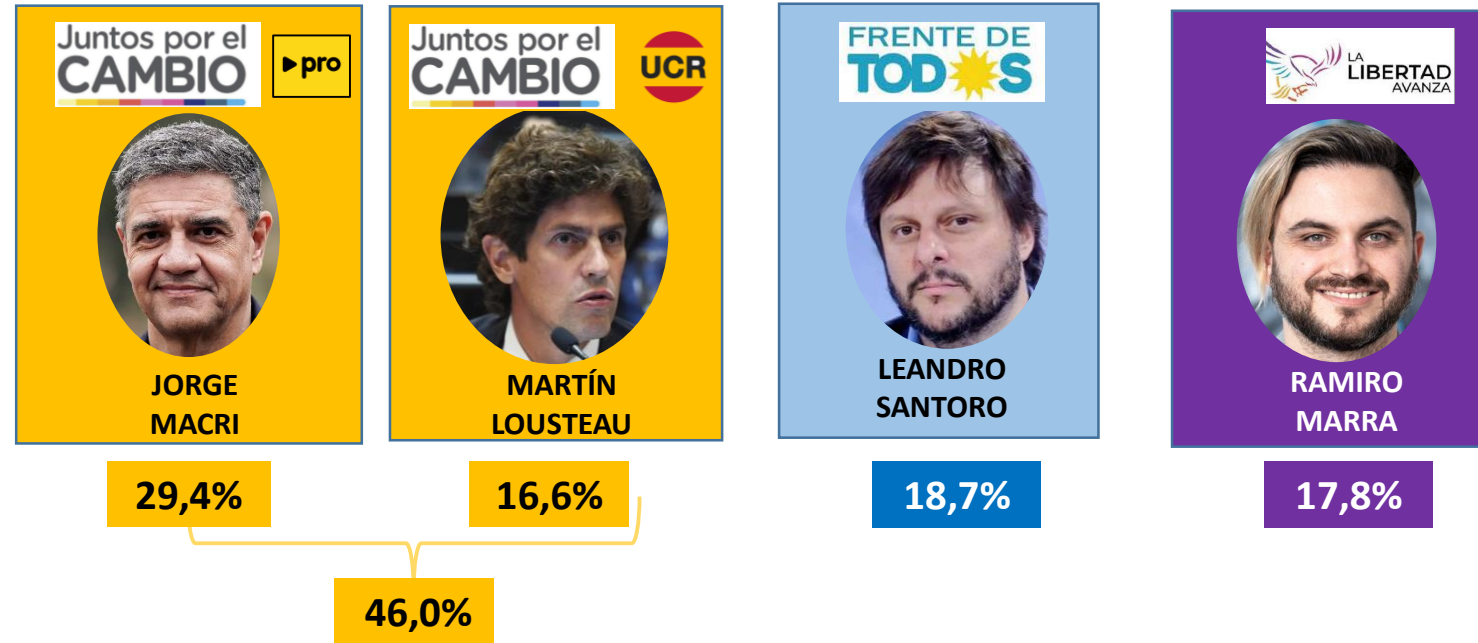 Juntos por el
CAMBIO
pro
JORGE
MACRI
29,4%
Juntos por el
CAMBIO
UCR
MARTÍN
LOUSTEAU
16,6%
46,0%
FRENTE DE
TODOS
LEANDRO
SANTORO
18,7%
LA
LIBERTAD
AVANZA
RAMIRO
MARRA
17,8%